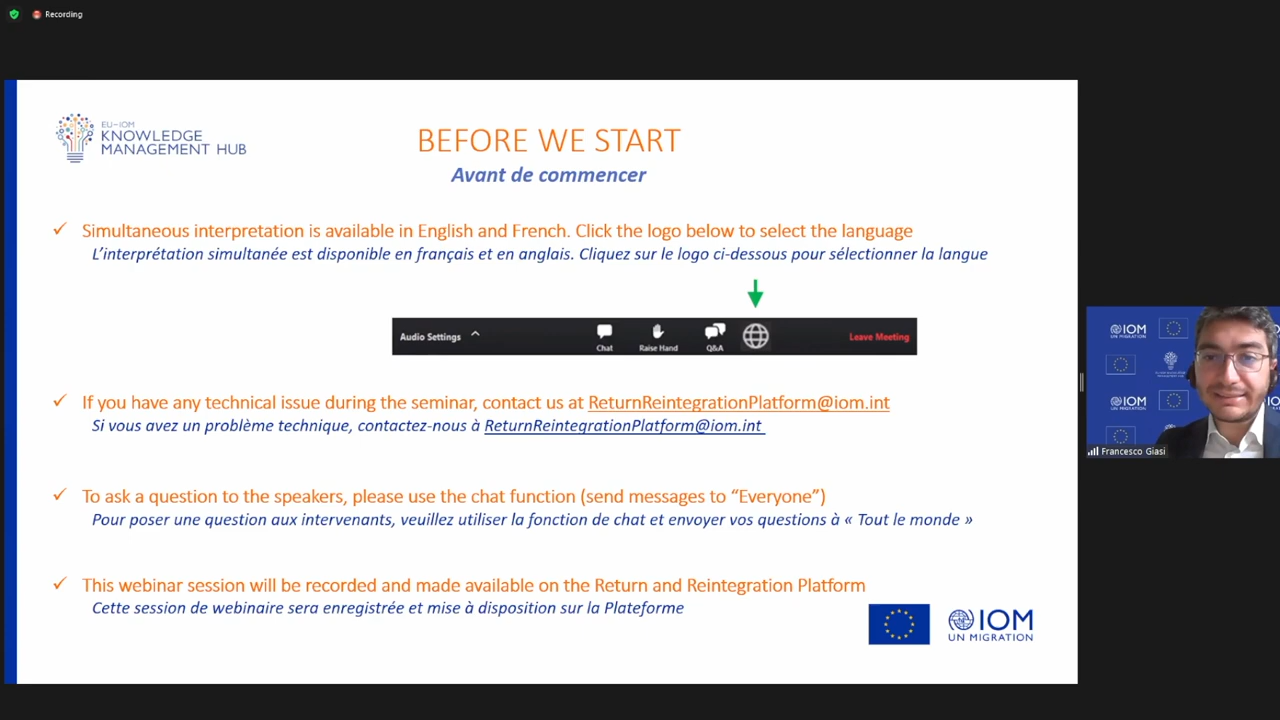 Recording
EU-IOM
KNOWLEDGE
MANAGEMENT HUB
BEFORE WE START
Avant de commencer
✓ Simultaneous interpretation is available in English and French. Click the logo below to select the language
L’interprétation simultanée est disponible en français et en anglais. Cliquez sur le logo ci-dessous pour sélectionner la langue
Audio Settings Chat Raise Hand Q&A Leave Meeting
✓ If you have any technical issue during the seminar, contact us at ReturnReintegrationPlatform@iom.int
Si vous avez un problème technique, contactez-nous à ReturnReintegrationPlatform@iom.int
✓ To ask a question to the speakers, please use the chat function (send messages to “Everyone”)
Pour poser une question aux intervenants, veuillez utiliser la fonction de chat et envoyer vos questions à « Tout le monde »
✓ This webinar session will be recorded and made available on the Return and Reintegration Platform
Cette session de webinaire sera enregistrée et mise à disposition sur la Plateforme
IOM
UN MIGRATION
IOM
UN MIGRATION
IOM
UN MIGRATION
Francesco Giasi